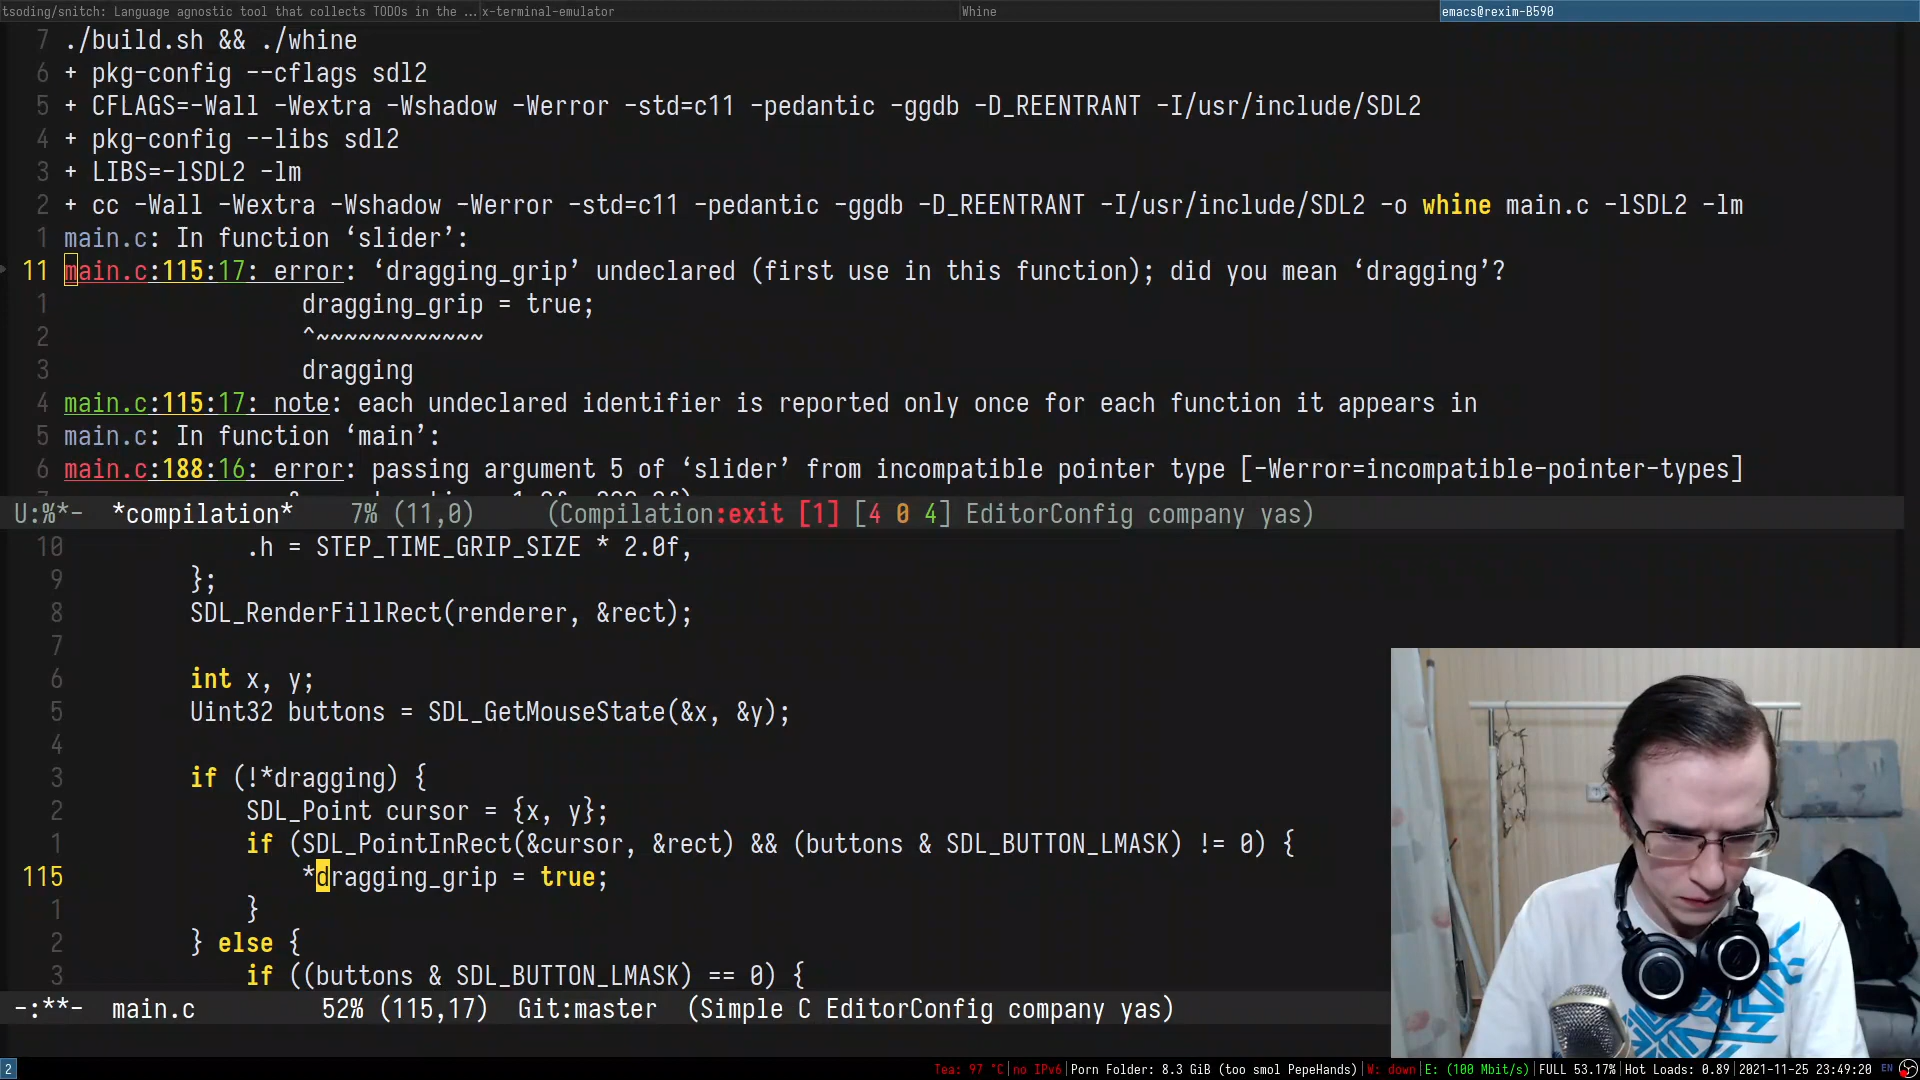 tsoding/snitch: Language agnostic tool that collects TODOs in the ... x-terminal-emulator Whine emacs@rexim-B590
7 ./build.sh && ./whine
6 + pkg-config --cflags sdl2
5 + CFLAGS=-Wall -Wextra -Wshadow -Werror -std=c11 -pedantic -ggdb -D_REENTRANT -I/usr/include/SDL2
4 + pkg-config --libs sdl2
3 + LIBS=-lSDL2 -lm
2 + cc -Wall -Wextra -Wshadow -Werror -std=c11 -pedantic -ggdb -D_REENTRANT -I/usr/include/SDL2 -o whine main.c -lSDL2 -lm
1 main.c: In function ‘slider’:
11 main.c:115:17: error: ‘dragging_grip’ undeclared (first use in this function); did you mean ‘dragging’?
1 dragging_grip = true;
2 ^~~~~~~~~~~~~
3 dragging
4 main.c:115:17: note: each undeclared identifier is reported only once for each function it appears in
5 main.c: In function ‘main’:
6 main.c:188:16: error: passing argument 5 of ‘slider’ from incompatible pointer type [-Werror=incompatible-pointer-types]
U:%*- *compilation* 7% (11,0) (Compilation:exit [1] [4 0 4] EditorConfig company yas)
10 .h = STEP_TIME_GRIP_SIZE * 2.0f,
9 };
8 SDL_RenderFillRect(renderer, &rect);
7
6 int x, y;
5 Uint32 buttons = SDL_GetMouseState(&x, &y);
4
3 if (!*dragging) {
2 SDL_Point cursor = {x, y};
1 if (SDL_PointInRect(&cursor, &rect) && (buttons & SDL_BUTTON_LMASK) != 0) {
115 *dragging_grip = true;
1 }
2 } else {
3 if ((buttons & SDL_BUTTON_LMASK) == 0) {
-:**- main.c 52% (115,17) Git:master (Simple C EditorConfig company yas)
2 Tea: 97 °C|no IPv6|Porn Folder: 8.3 GiB (too smol PepeHands)|W: down|E: (100 Mbit/s)|FULL 53.17%|Hot Loads: 0.89|2021-11-25 23:49:20 EN